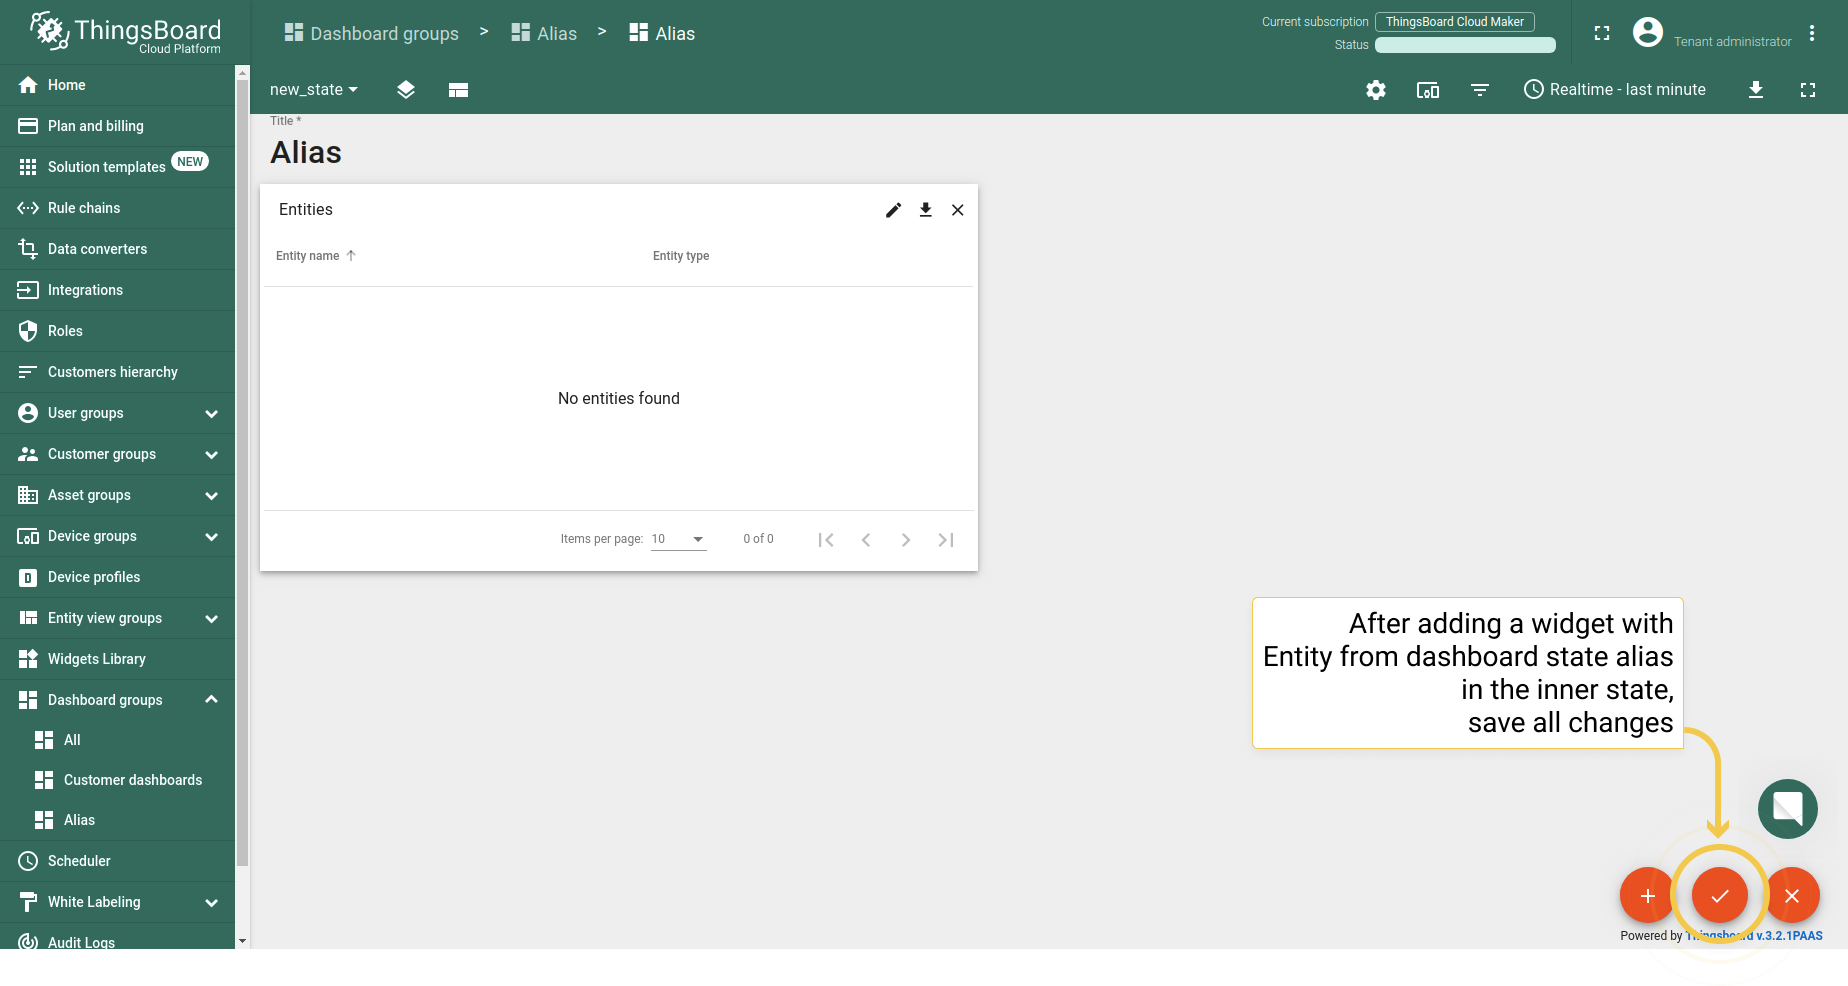 ThingsBoard
Cloud Platform
Dashboard groups > Alias > Alias
Current subscription ThingsBoard Cloud Maker
Status
Tenant administrator
new_state
Realtime - last minute
Home
Plan and billing
Solution templates NEW
Rule chains
Data converters
Integrations
Roles
Customers hierarchy
User groups
Customer groups
Asset groups
Device groups
Device profiles
Entity view groups
Widgets Library
Dashboard groups
All
Customer dashboards
Alias
Scheduler
White Labeling
Audit Logs
Title *
Alias
Entities
Entity name Entity type
No entities found
Items per page: 10 0 of 0
After adding a widget with
Entity from dashboard state alias
in the inner state,
save all changes
Powered by Thingsboard v.3.2.1PAAS